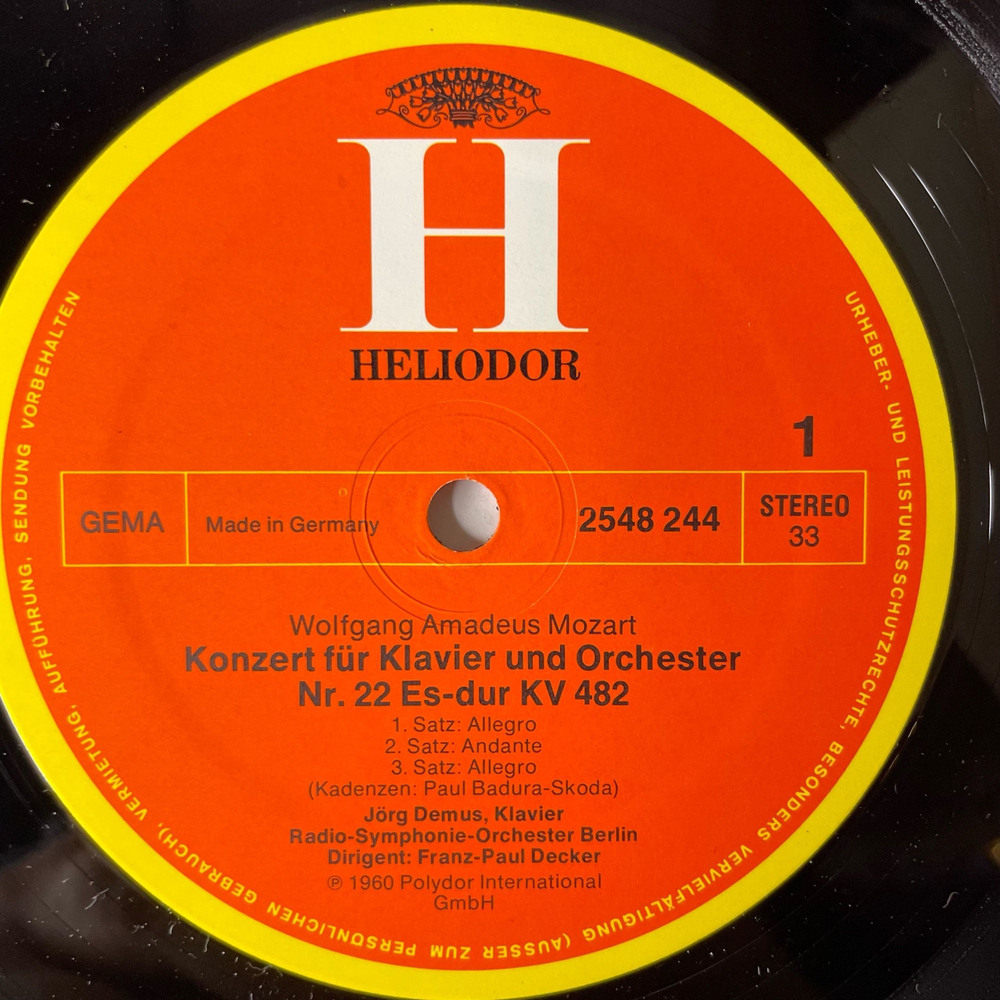 H
HELIODOR
1
GEMA
Made in Germany
2548 244
STEREO
33
Wolfgang Amadeus Mozart
Konzert für Klavier und Orchester
Nr. 22 Es-dur KV 482
1. Satz: Allegro
2. Satz: Andante
3. Satz: Allegro
(Kadenzen: Paul Badura-Skoda)
Jörg Demus, Klavier
Radio-Symphonie-Orchester Berlin
Dirigent: Franz-Paul Decker
℗ 1960 Polydor International
GmbH
URHEBER- UND LEISTUNGSSCHUTZRECHTE, BESONDERS VERVIELFÄLTIGUNG (AUSSER ZUM PERSÖNLICHEN GEBRAUCH), VERMIETUNG, AUFFÜHRUNG, SENDUNG VORBEHALTEN